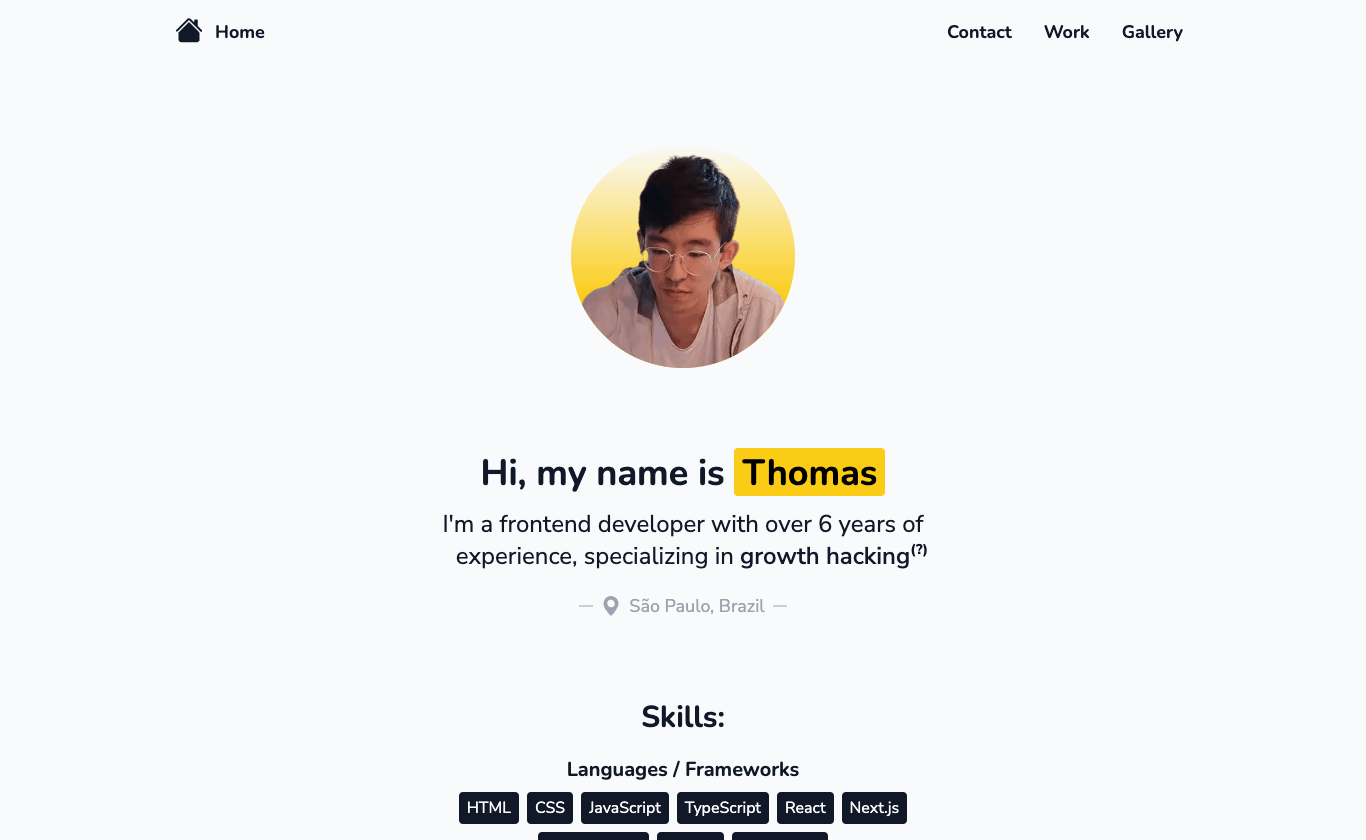 Home
Contact
Work
Gallery
Hi, my name is Thomas
I'm a frontend developer with over 6 years of
experience, specializing in growth hacking(?)
— São Paulo, Brazil —
Skills:
Languages / Frameworks
HTML CSS JavaScript TypeScript React Next.js